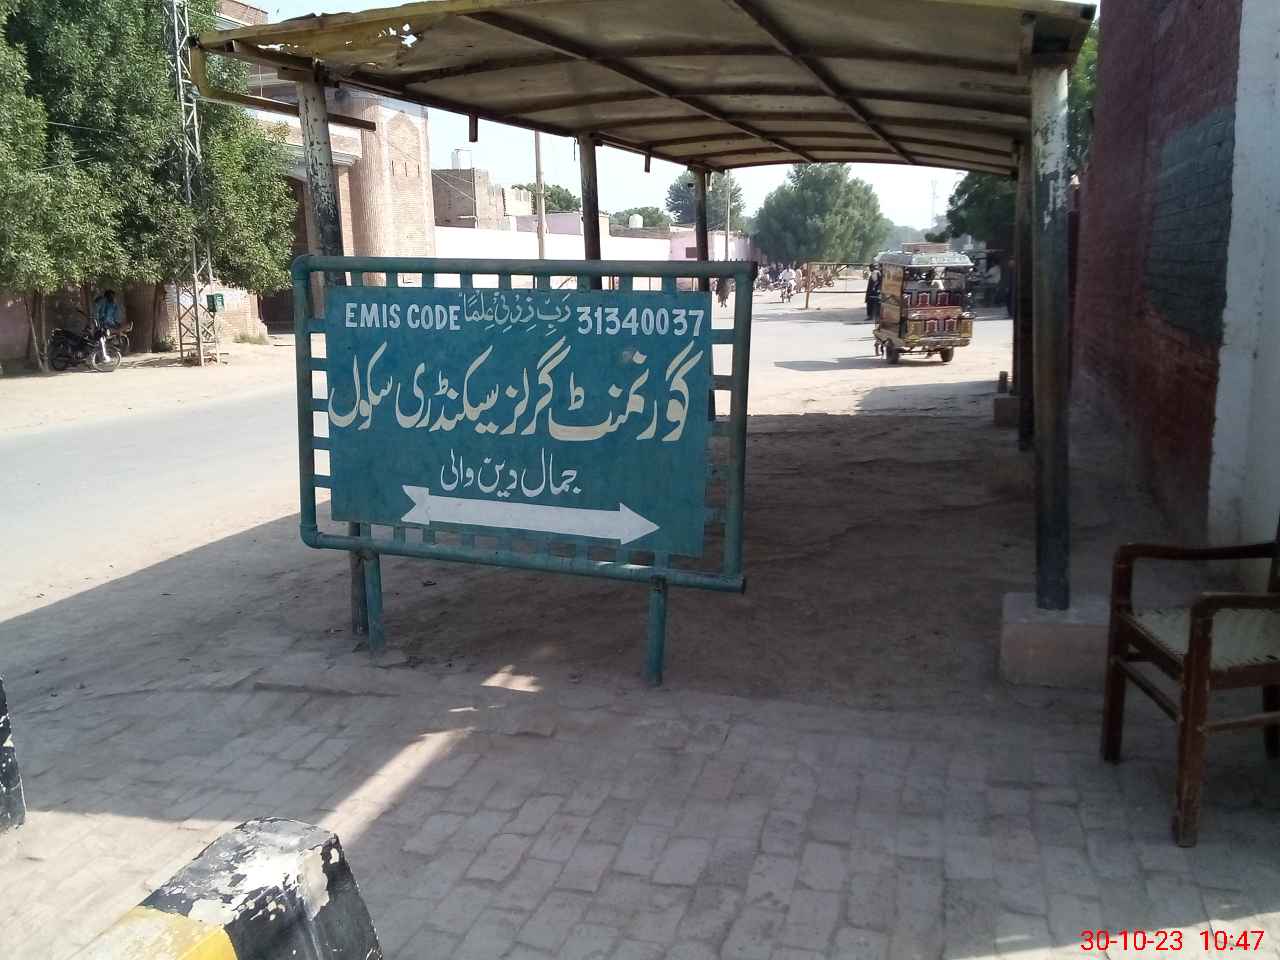 EMIS CODE رَبِّ زِدْنِیْ عِلْمًا 31340037
گورنمنٹ گرلز سیکنڈری سکول
جمال دین والی
30-10-23 10:47